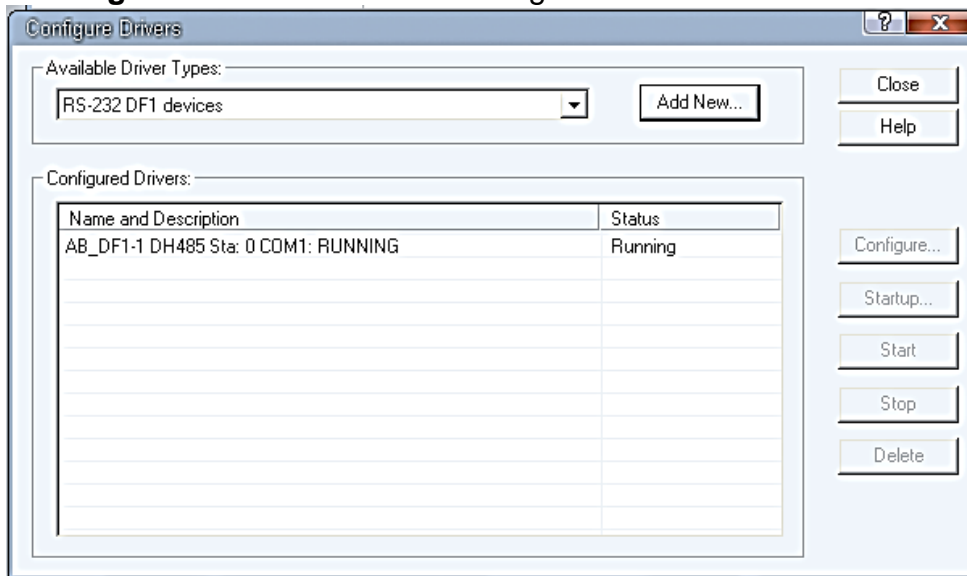 Configure Drivers
Available Driver Types:
RS-232 DF1 devices
Add New...
Close
Help
Configured Drivers:
Name and Description Status
AB_DF1-1 DH485 Sta: 0 COM1: RUNNING Running
Configure...
Startup...
Start
Stop
Delete